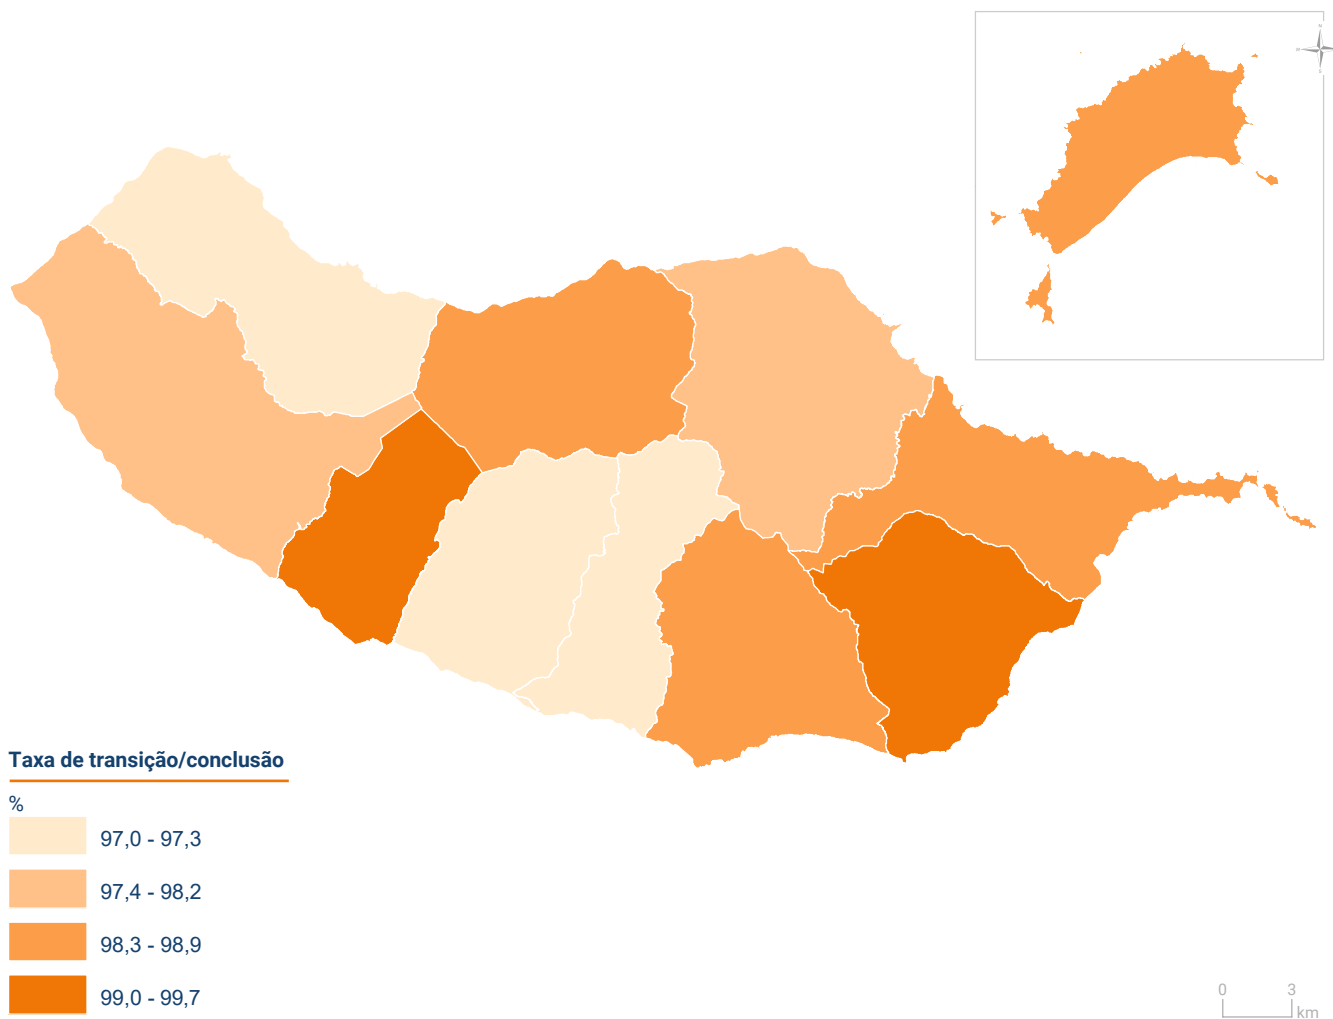 Taxa de transição/conclusão
%
97,0 - 97,3
97,4 - 98,2
98,3 - 98,9
99,0 - 99,7
0 3
km